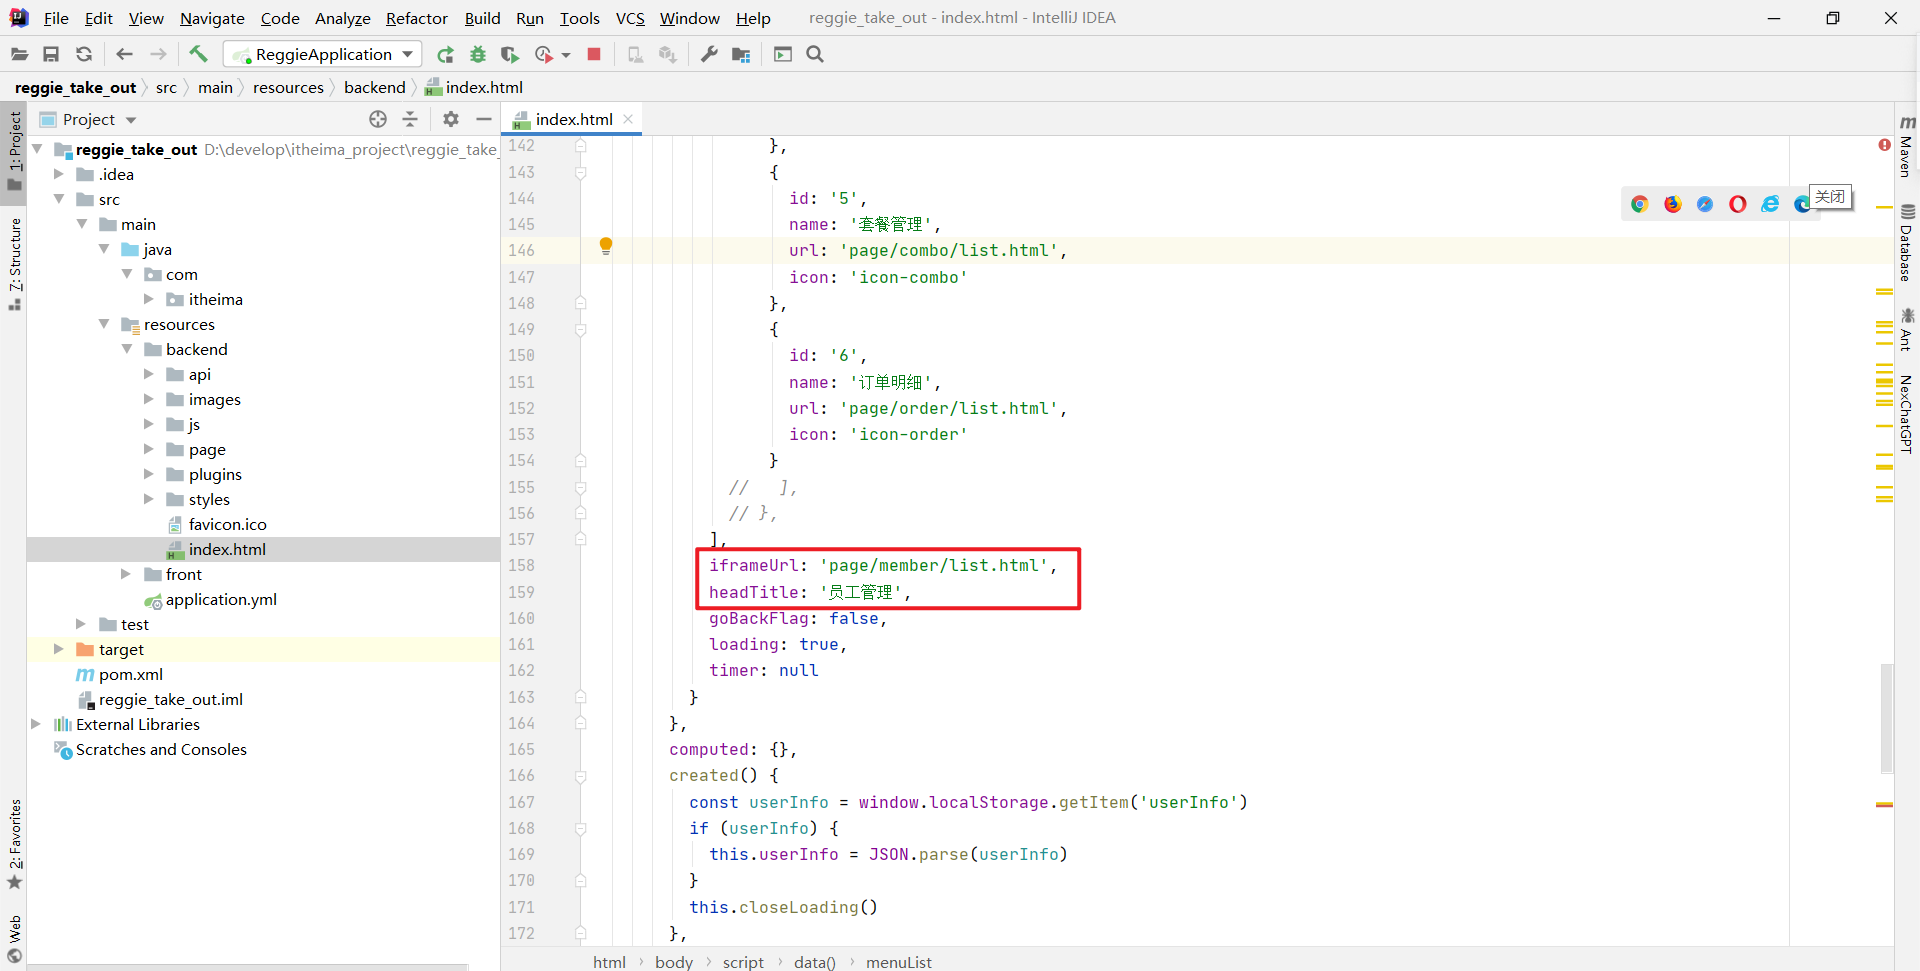 File Edit View Navigate Code Analyze Refactor Build Run Tools VCS Window Help reggie_take_out - index.html - IntelliJ IDEA
ReggieApplication
reggie_take_out src main resources backend index.html
Project
index.html
1: Project
7: Structure
2: Favorites
Web
reggie_take_out D:\develop\itheima_project\reggie_take_
.idea
src
main
java
com
itheima
resources
backend
api
images
js
page
plugins
styles
favicon.ico
index.html
front
application.yml
test
target
pom.xml
reggie_take_out.iml
External Libraries
Scratches and Consoles
142 },
143 {
144 id: '5',
145 name: '套餐管理',
146 url: 'page/combo/list.html',
147 icon: 'icon-combo'
148 },
149 {
150 id: '6',
151 name: '订单明细',
152 url: 'page/order/list.html',
153 icon: 'icon-order'
154 }
155 // ],
156 // },
157 ],
158 iframeUrl: 'page/member/list.html',
159 headTitle: '员工管理',
160 goBackFlag: false,
161 loading: true,
162 timer: null
163 }
164 },
165 computed: {},
166 created() {
167 const userInfo = window.localStorage.getItem('userInfo')
168 if (userInfo) {
169 this.userInfo = JSON.parse(userInfo)
170 }
171 this.closeLoading()
172 },
关闭
Maven
Database
Ant
NexChatGPT
html body script data() menuList